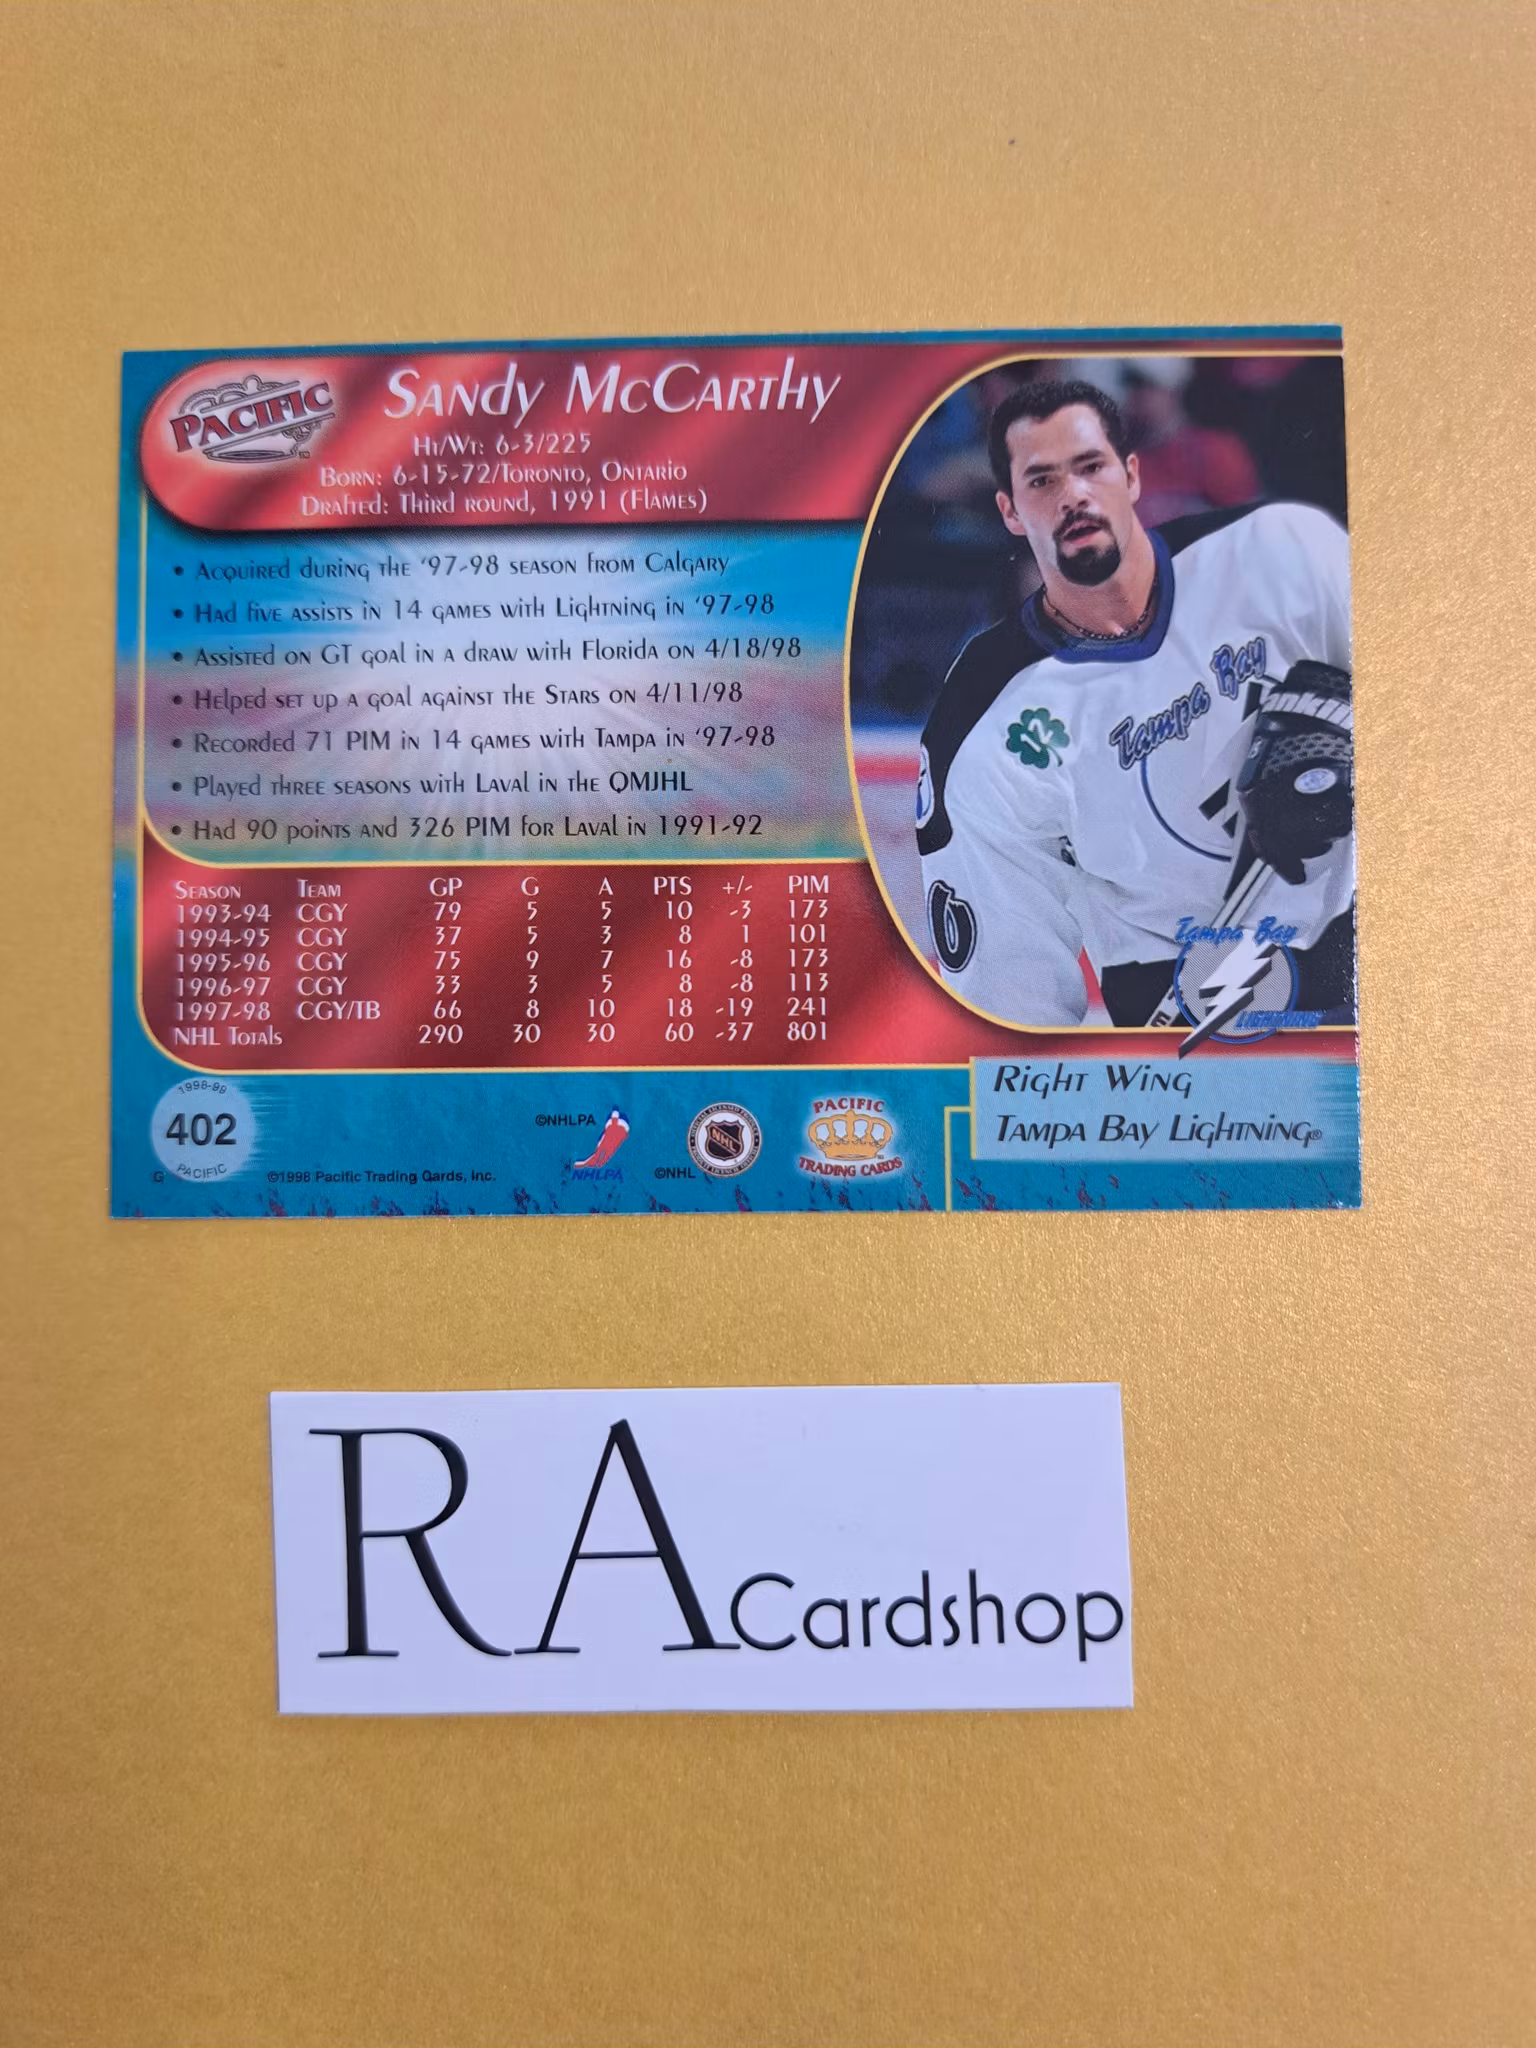 PACIFIC
Sandy McCarthy
Ht/Wt: 6-3/225
Born: 6-15-72/Toronto, Ontario
Drafted: Third round, 1991 (Flames)
• Acquired during the '97-98 season from Calgary
• Had five assists in 14 games with Lightning in '97-98
• Assisted on GT goal in a draw with Florida on 4/18/98
• Helped set up a goal against the Stars on 4/11/98
• Recorded 71 PIM in 14 games with Tampa in '97-98
• Played three seasons with Laval in the QMJHL
• Had 90 points and 326 PIM for Laval in 1991-92
Season Team GP G A PTS +/- PIM
1993-94 CGY 79 5 5 10 -3 173
1994-95 CGY 37 5 3 8 1 101
1995-96 CGY 75 9 7 16 -8 173
1996-97 CGY 33 3 5 8 -8 113
1997-98 CGY/TB 66 8 10 18 -19 241
NHL Totals 290 30 30 60 -37 801
Tampa Bay
12
Tampa Bay
LIGHTNING
Right Wing
Tampa Bay Lightning®
1998-99
402
PACIFIC
G
©1998 Pacific Trading Cards, Inc.
©NHLPA
NHLPA
©NHL
NHL
PACIFIC
TRADING CARDS
RA Cardshop